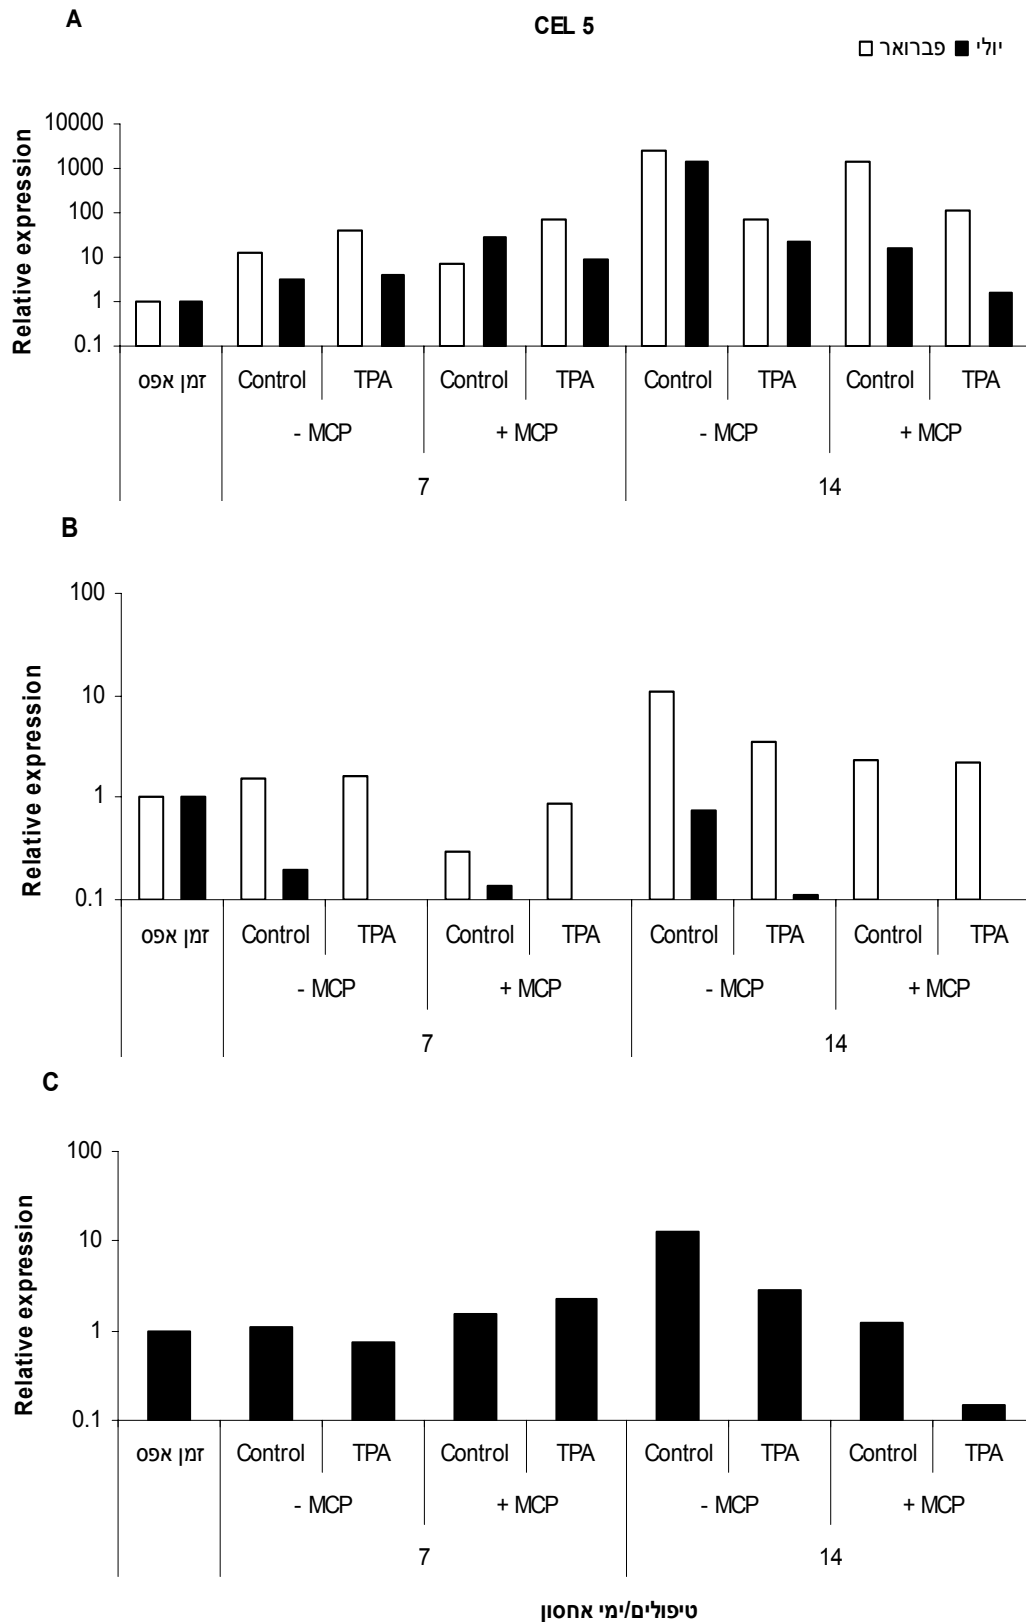 A
CEL 5
□ פברואר ■ יולי
Relative expression
10000
1000
100
10
1
0.1
זמן אפס Control TPA Control TPA Control TPA Control TPA
- MCP + MCP - MCP + MCP
7 14
B
Relative expression
100
10
1
0.1
זמן אפס Control TPA Control TPA Control TPA Control TPA
- MCP + MCP - MCP + MCP
7 14
C
Relative expression
100
10
1
0.1
זמן אפס Control TPA Control TPA Control TPA Control TPA
- MCP + MCP - MCP + MCP
7 14
טיפולים/ימי אחסון